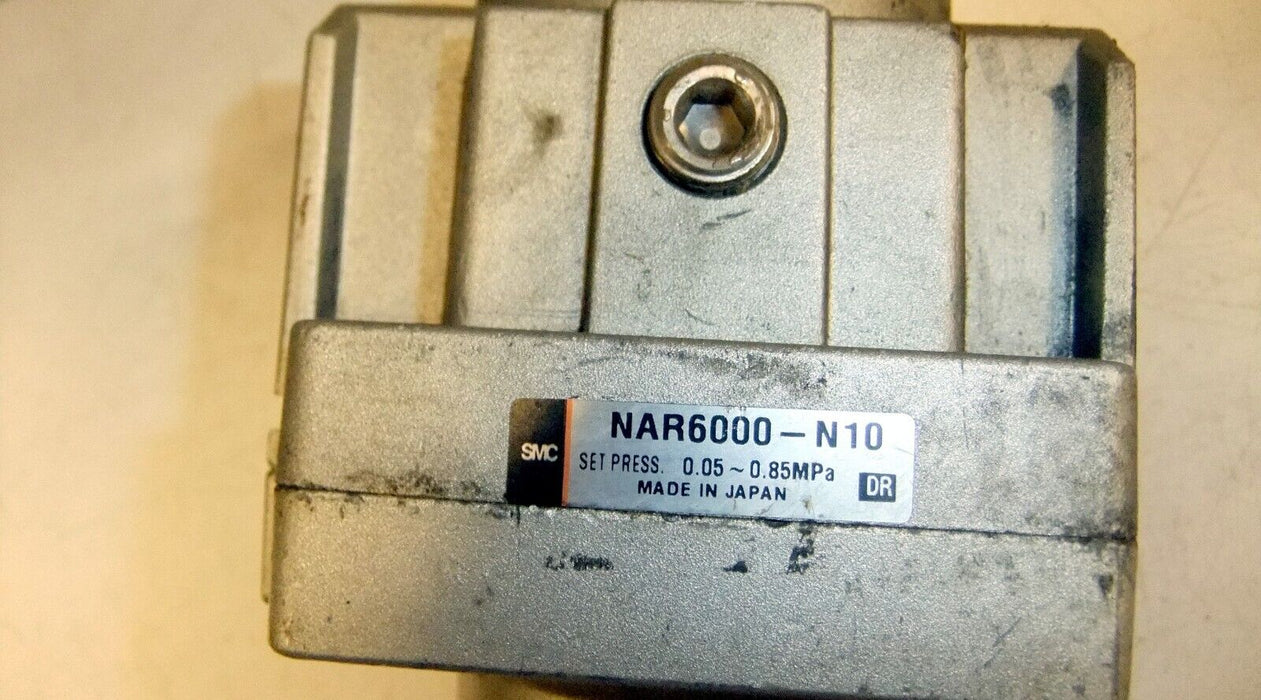 NAR6000-N10
SMC
SET PRESS. 0.05~0.85MPa
MADE IN JAPAN
DR